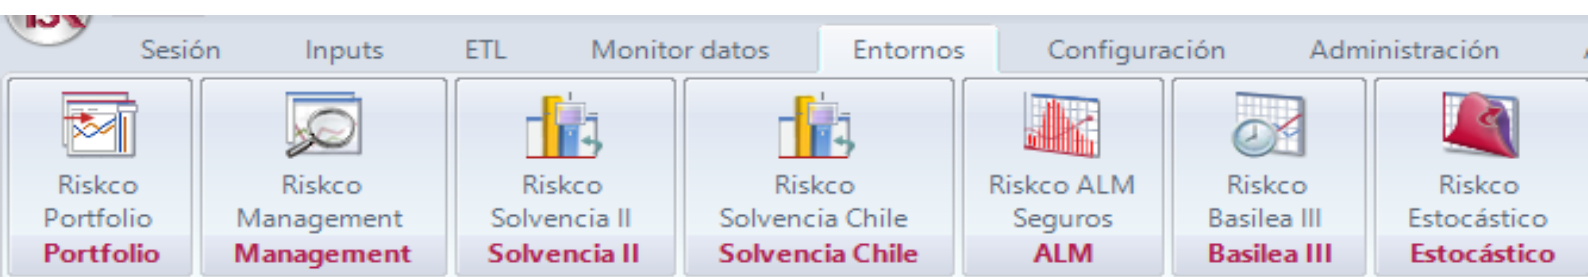 Sesión Inputs ETL Monitor datos Entornos Configuración Administración
Riskco Riskco Riskco Riskco Riskco ALM Riskco Riskco
Portfolio Management Solvencia II Solvencia Chile Seguros Basilea III Estocástico
Portfolio Management Solvencia II Solvencia Chile ALM Basilea III Estocástico